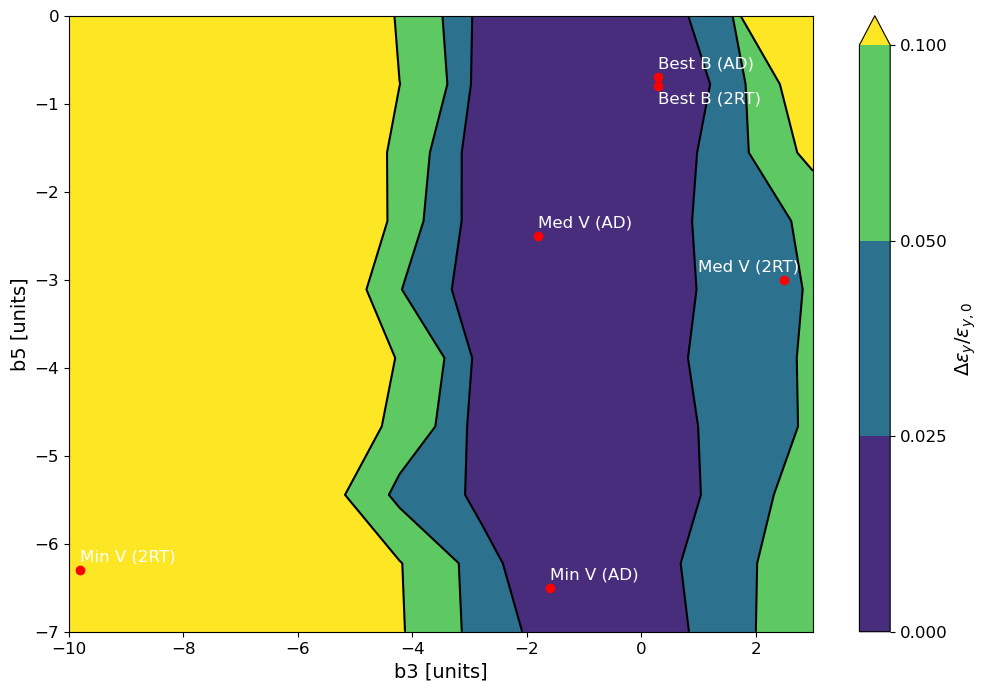 0
−1
−2
−3
−4
−5
−6
−7
b5 [units]
−10
−8
−6
−4
−2
0
2
b3 [units]
Best B (AD)
Best B (2RT)
Med V (AD)
Med V (2RT)
Min V (2RT)
Min V (AD)
0.100
0.050
0.025
0.000
Δε_y/ε_{y,0}